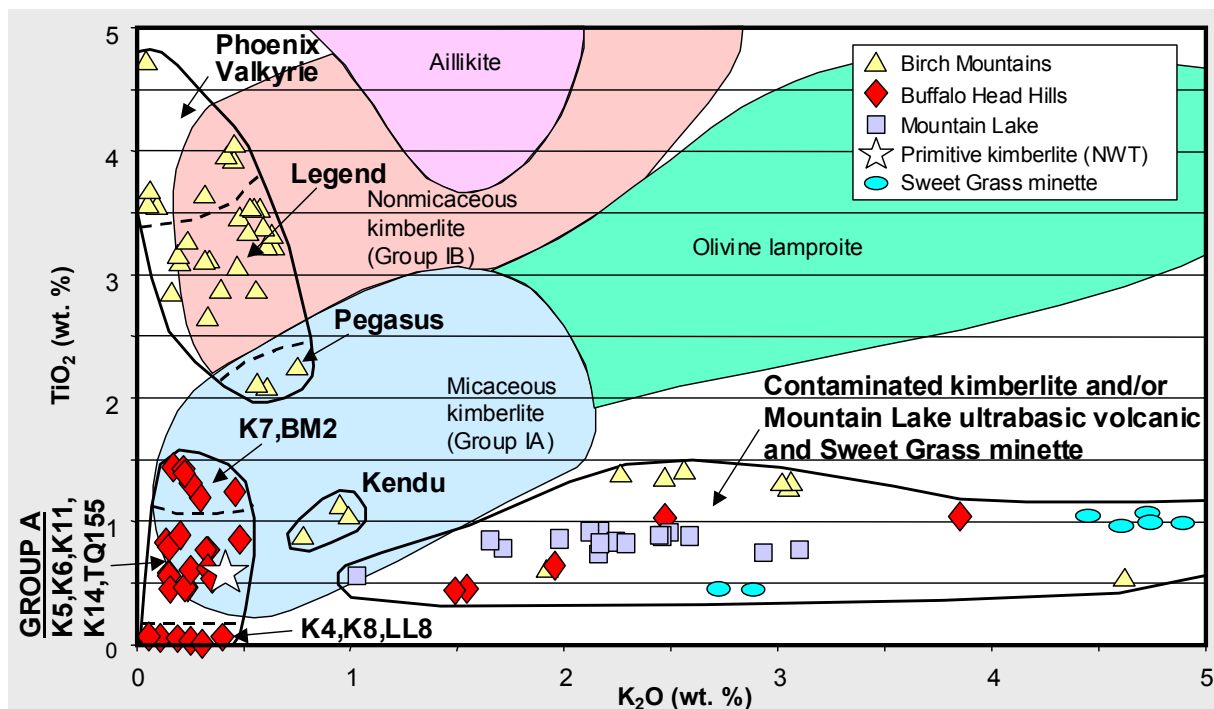 5
4
3
2
1
0
TiO2 (wt. %)
GROUP A
K5,K6,K11,
K14,TQ155
Phoenix
Valkyrie
Aillikite
Legend
Nonmicaceous
kimberlite
(Group IB)
Olivine lamproite
Pegasus
Micaceous
kimberlite
(Group IA)
K7,BM2
Kendu
K4,K8,LL8
Contaminated kimberlite and/or
Mountain Lake ultrabasic volcanic
and Sweet Grass minette
Birch Mountains
Buffalo Head Hills
Mountain Lake
Primitive kimberlite (NWT)
Sweet Grass minette
0
1
2
3
4
5
K2O (wt. %)